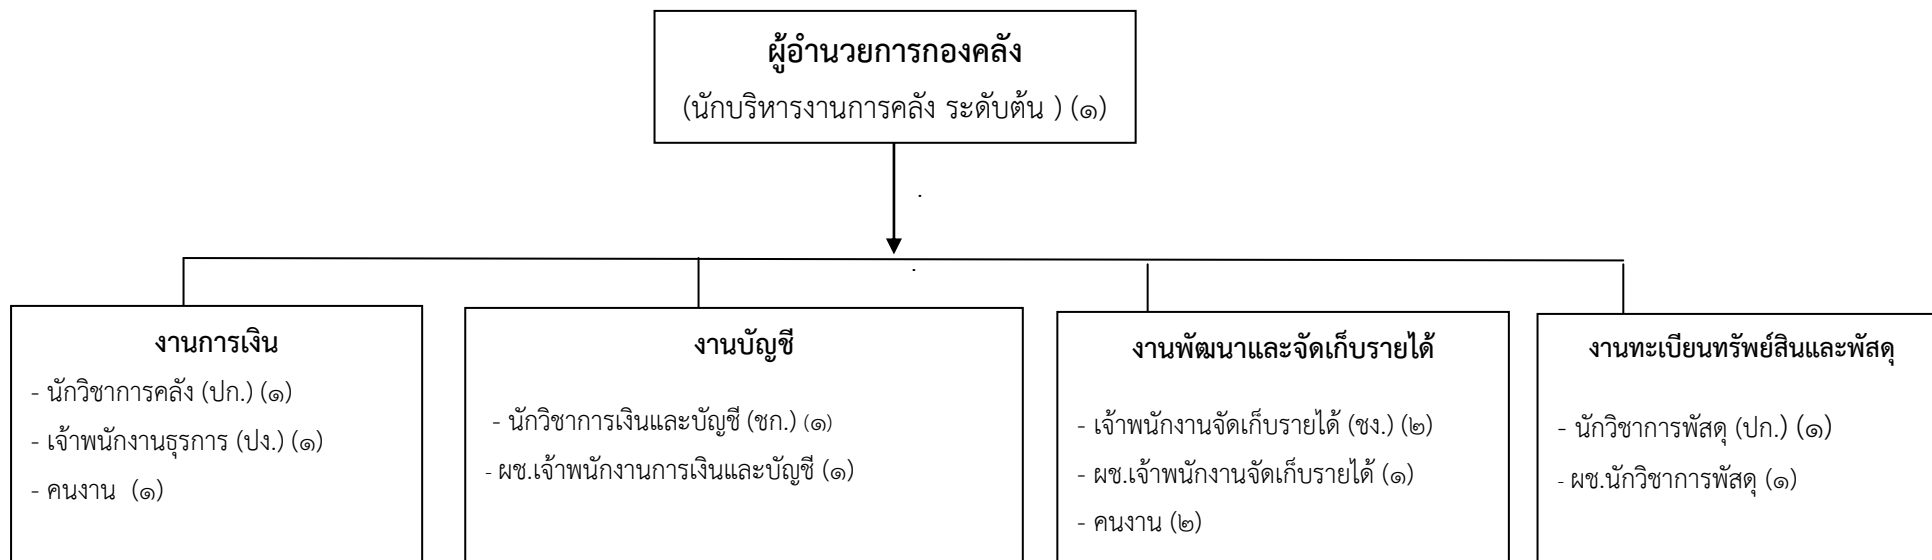 ผู้อำนวยการกองคลัง
(นักบริหารงานการคลัง ระดับต้น ) (๑)
งานการเงิน
- นักวิชาการคลัง (ปก.) (๑)
- เจ้าพนักงานธุรการ (ปง.) (๑)
- คนงาน (๑)
งานบัญชี
- นักวิชาการเงินและบัญชี (ชก.) (๑)
- ผช.เจ้าพนักงานการเงินและบัญชี (๑)
งานพัฒนาและจัดเก็บรายได้
- เจ้าพนักงานจัดเก็บรายได้ (ชง.) (๒)
- ผช.เจ้าพนักงานจัดเก็บรายได้ (๑)
- คนงาน (๒)
งานทะเบียนทรัพย์สินและพัสดุ
- นักวิชาการพัสดุ (ปก.) (๑)
- ผช.นักวิชาการพัสดุ (๑)